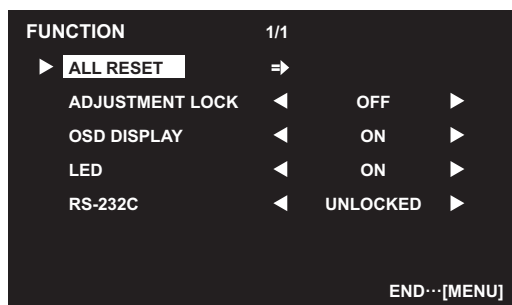 FUNCTION 1/1
ALL RESET
ADJUSTMENT LOCK OFF
OSD DISPLAY ON
LED ON
RS-232C UNLOCKED
END···[MENU]